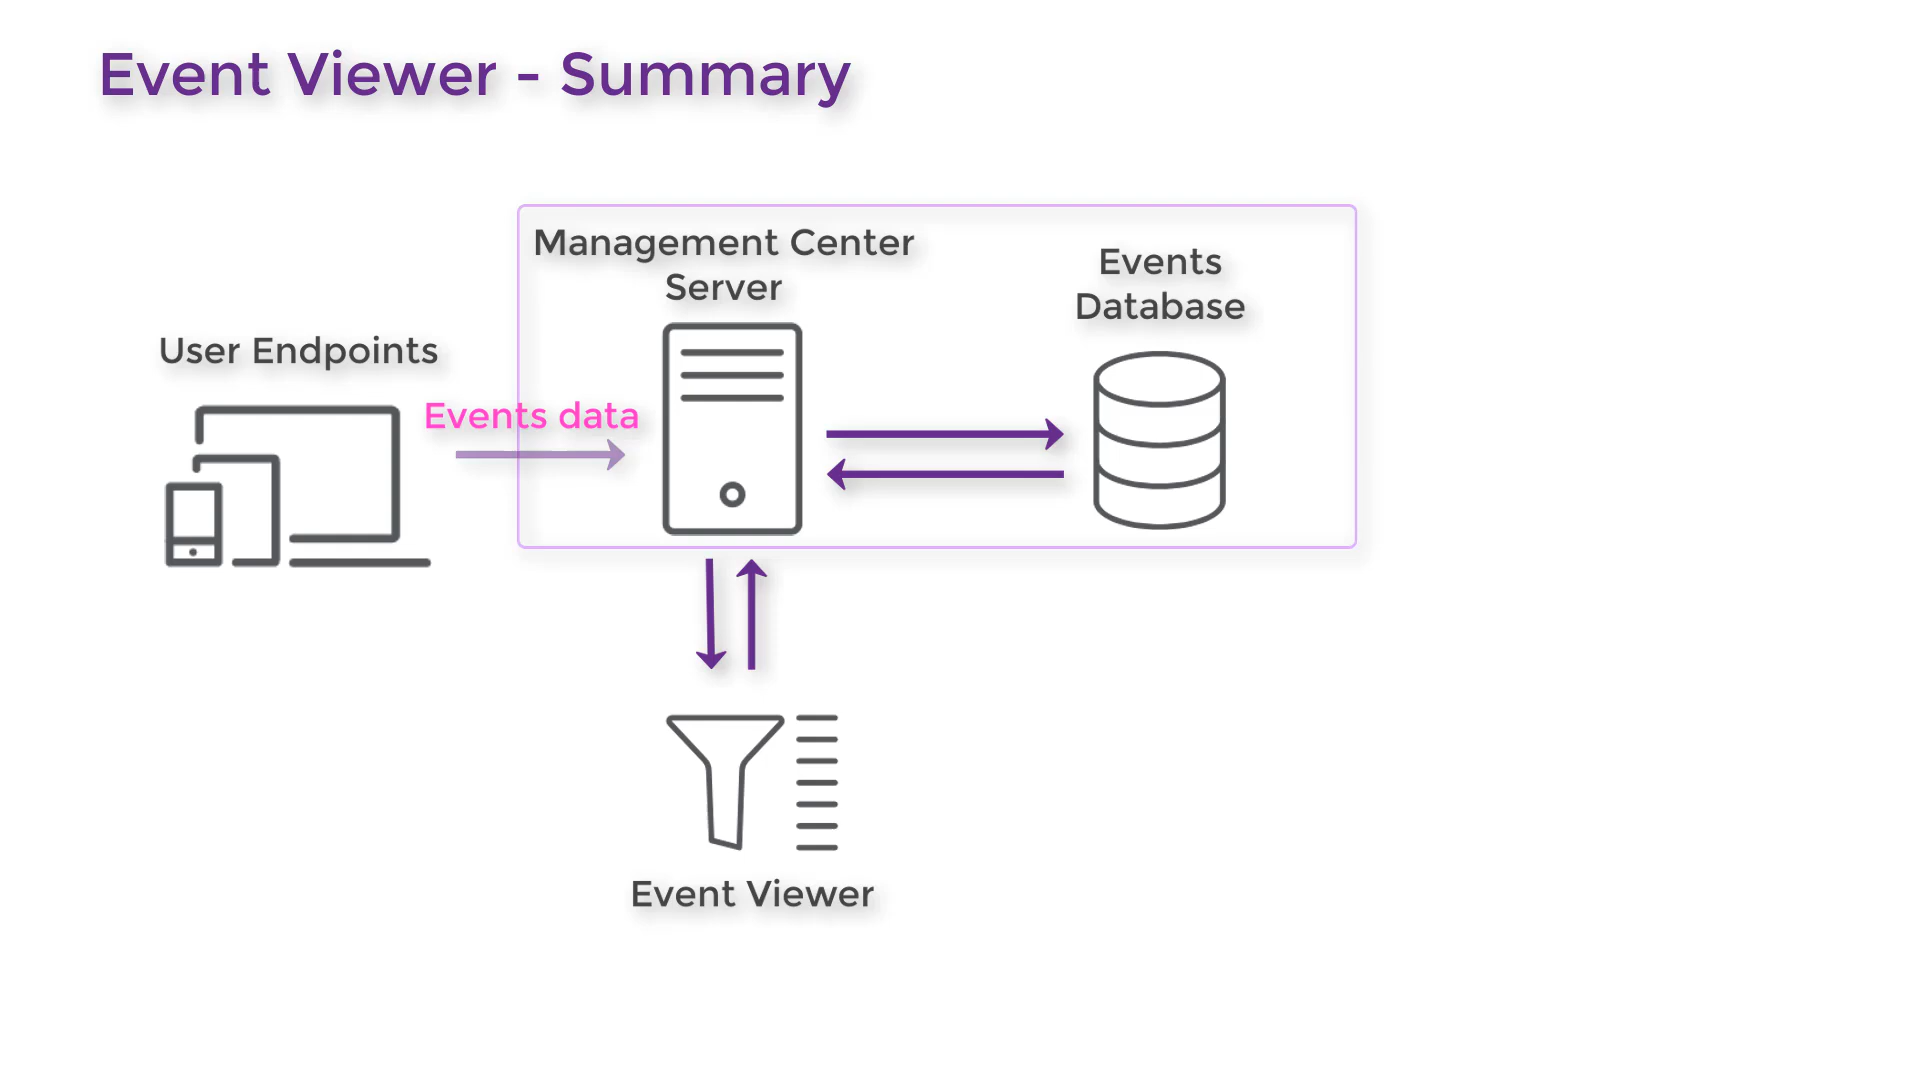 Event Viewer - Summary
Management Center
Server
Events
Database
User Endpoints
Events data
Event Viewer